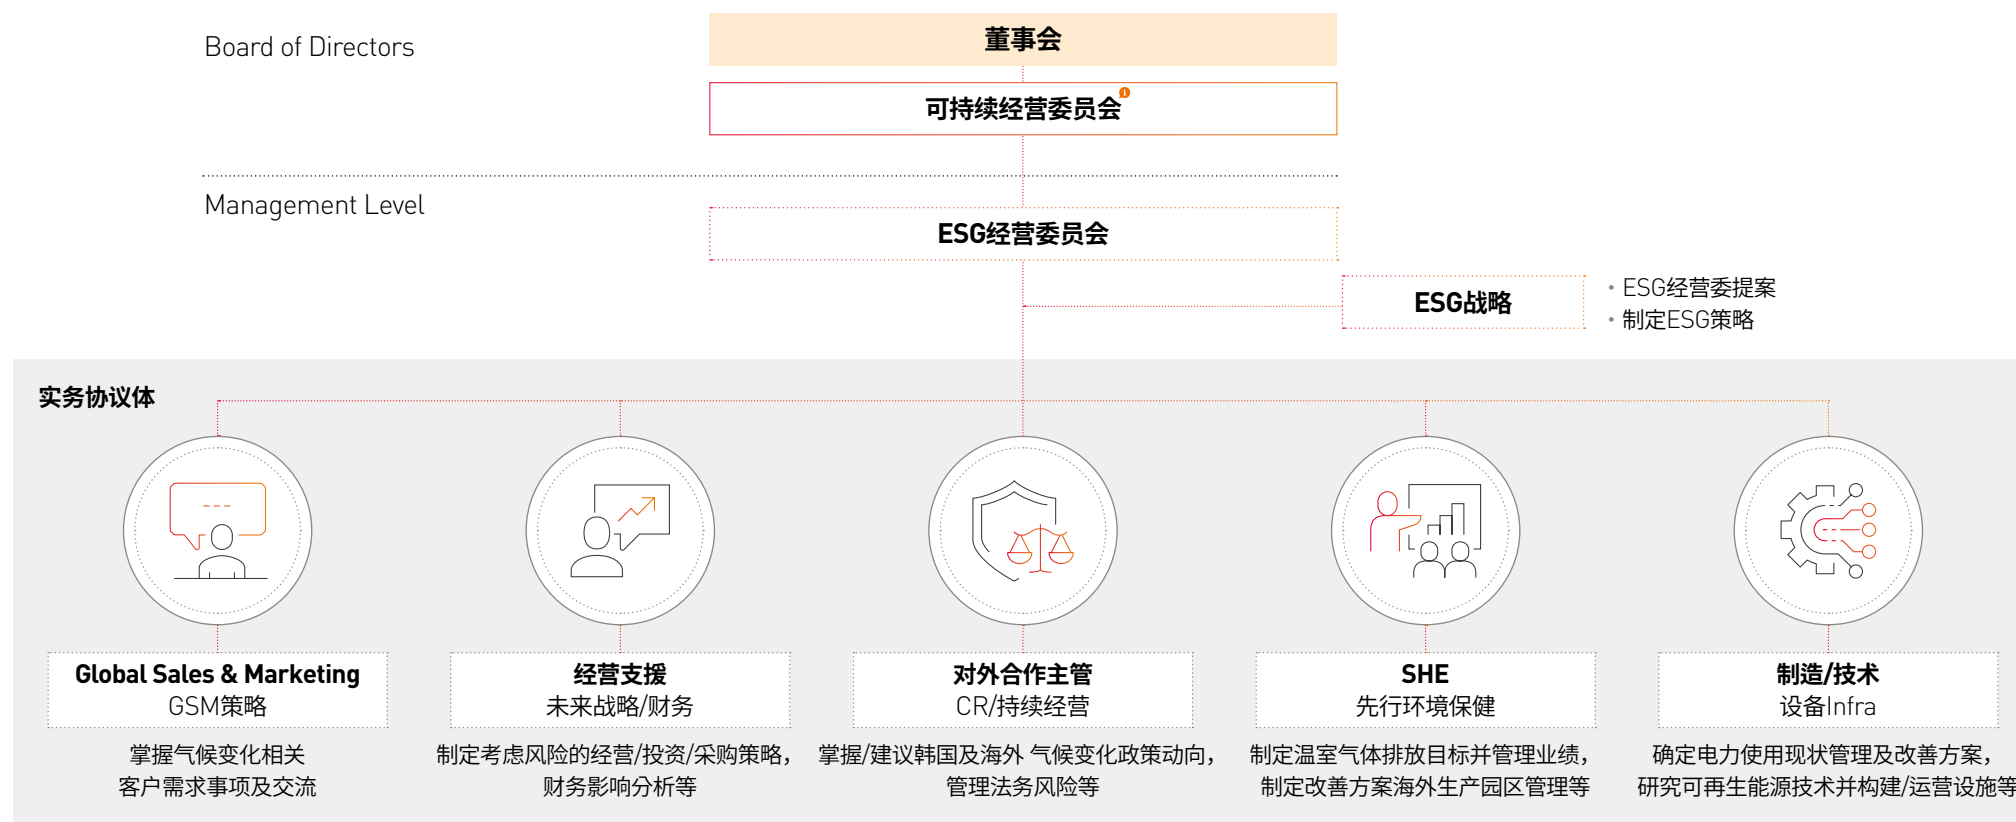 Board of Directors
董事会
可持续经营委员会
Management Level
ESG经营委员会
ESG战略
• ESG经营委提案
• 制定ESG策略
实务协议体
Global Sales & Marketing
GSM策略
掌握气候变化相关
客户需求事项及交流
经营支援
未来战略/财务
制定考虑风险的经营/投资/采购策略，
财务影响分析等
对外合作主管
CR/持续经营
掌握/建议韩国及海外 气候变化政策动向，
管理法务风险等
SHE
先行环境保健
制定温室气体排放目标并管理业绩，
制定改善方案海外生产园区管理等
制造/技术
设备Infra
确定电力使用现状管理及改善方案，
研究可再生能源技术并构建/运营设施等